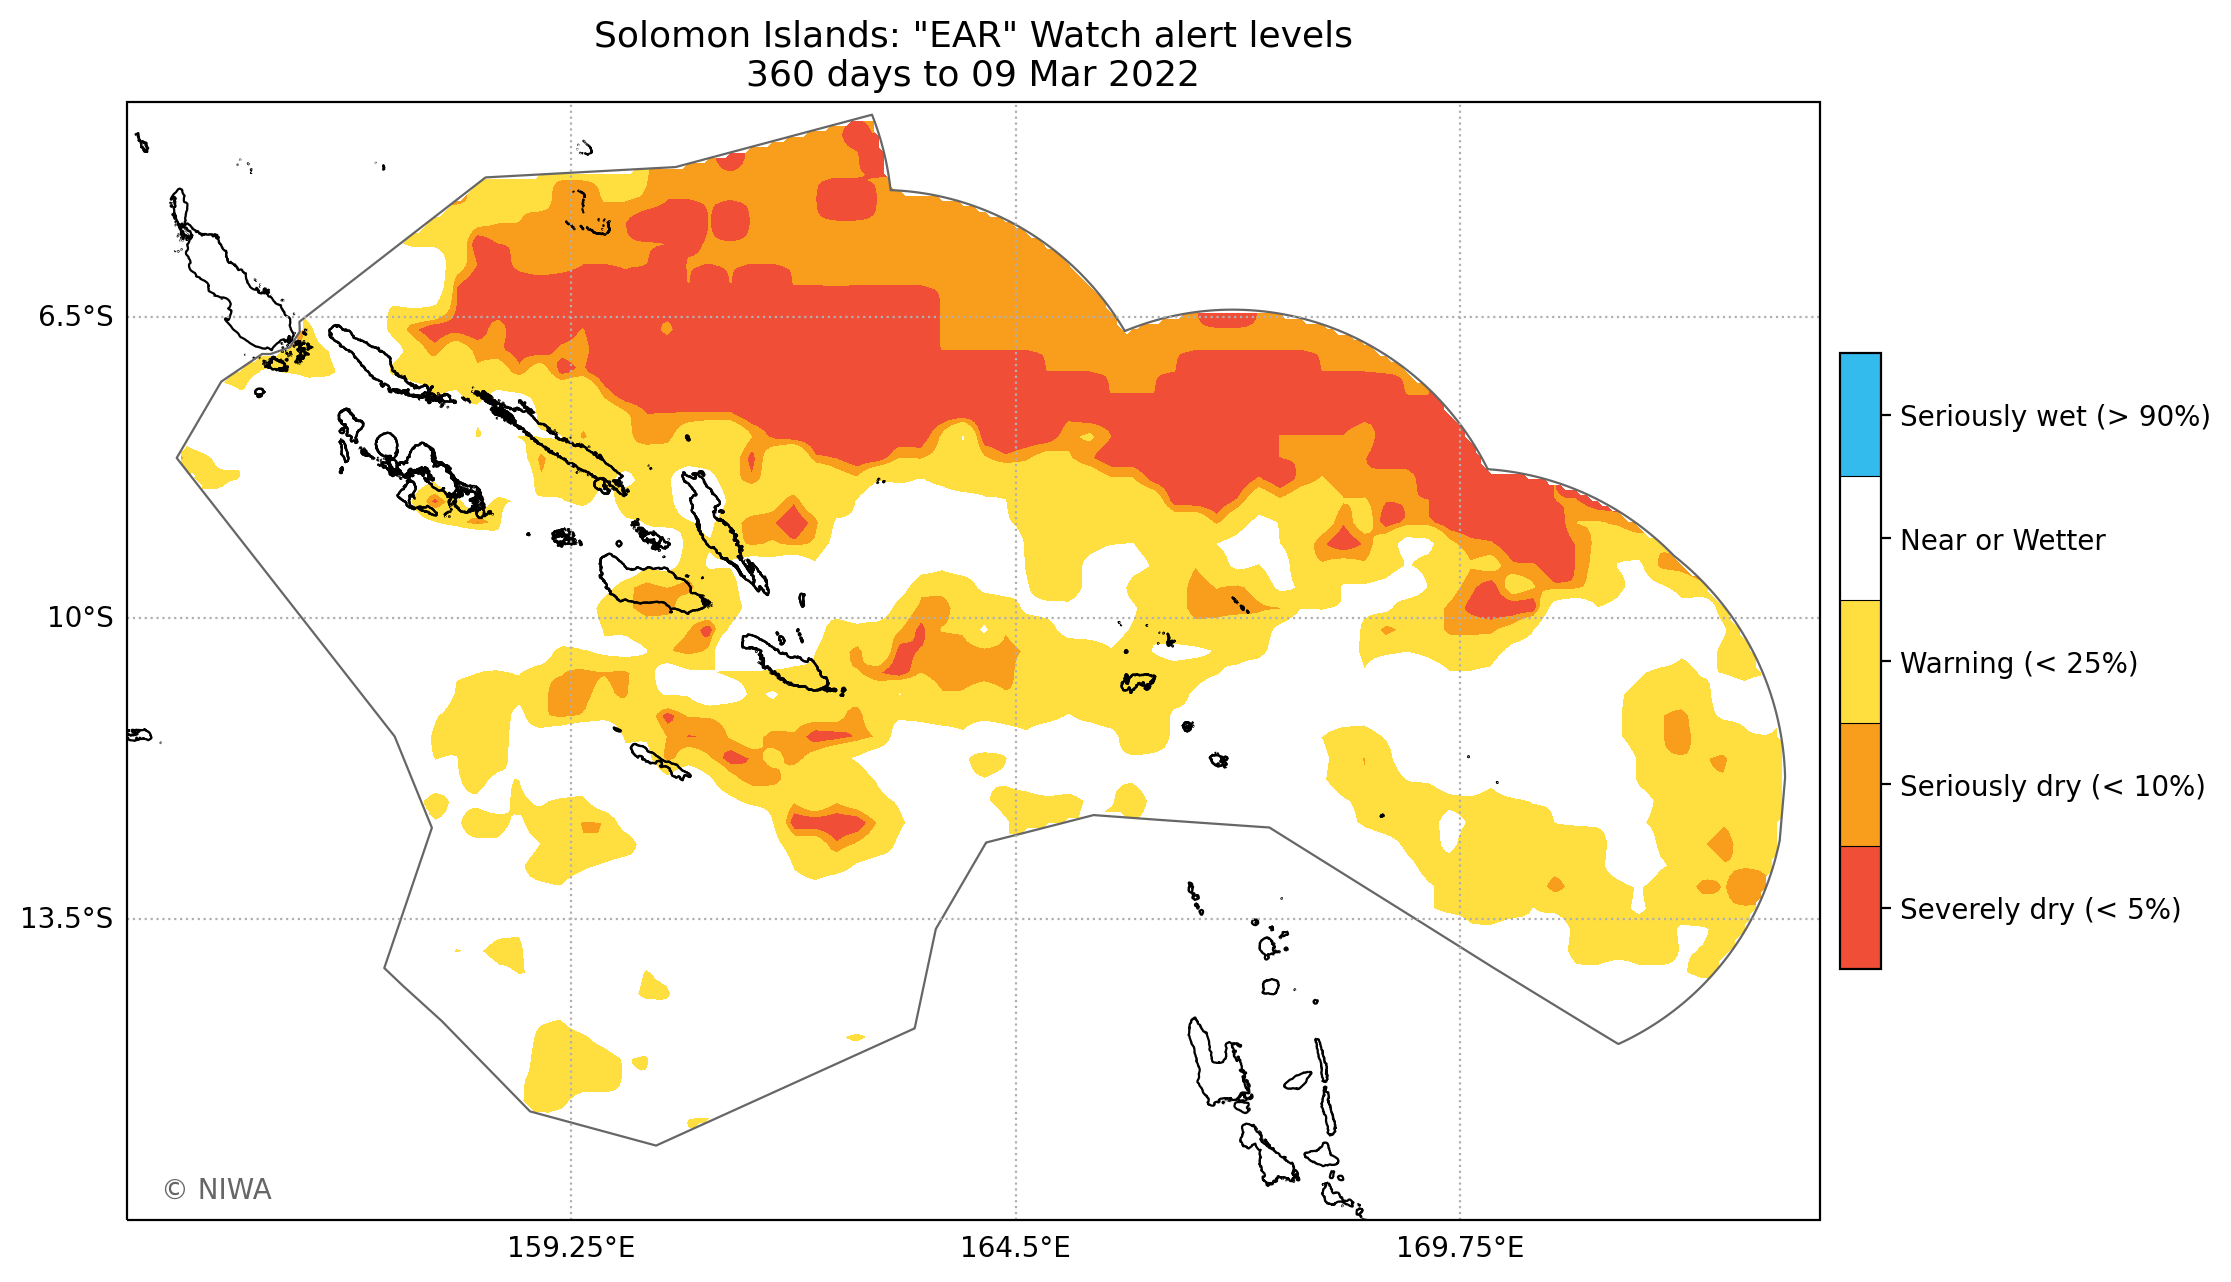 Solomon Islands: "EAR" Watch alert levels
360 days to 09 Mar 2022
6.5°S
10°S
13.5°S
159.25°E
164.5°E
169.75°E
Seriously wet (> 90%)
Near or Wetter
Warning (< 25%)
Seriously dry (< 10%)
Severely dry (< 5%)
© NIWA